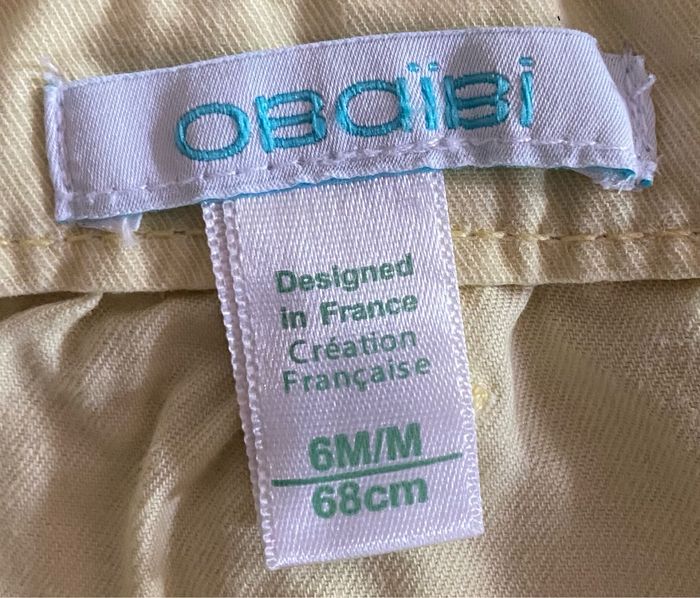 OBaïBi
Designed
in France
Création
Française
6M/M
68cm